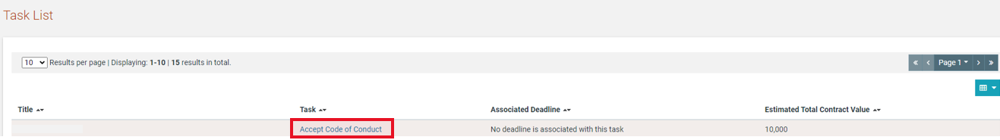 Task List
10 Results per page | Displaying: 1-10 | 15 results in total.
« ‹ Page 1 › »
Title Task Associated Deadline Estimated Total Contract Value
Accept Code of Conduct No deadline is associated with this task 10,000